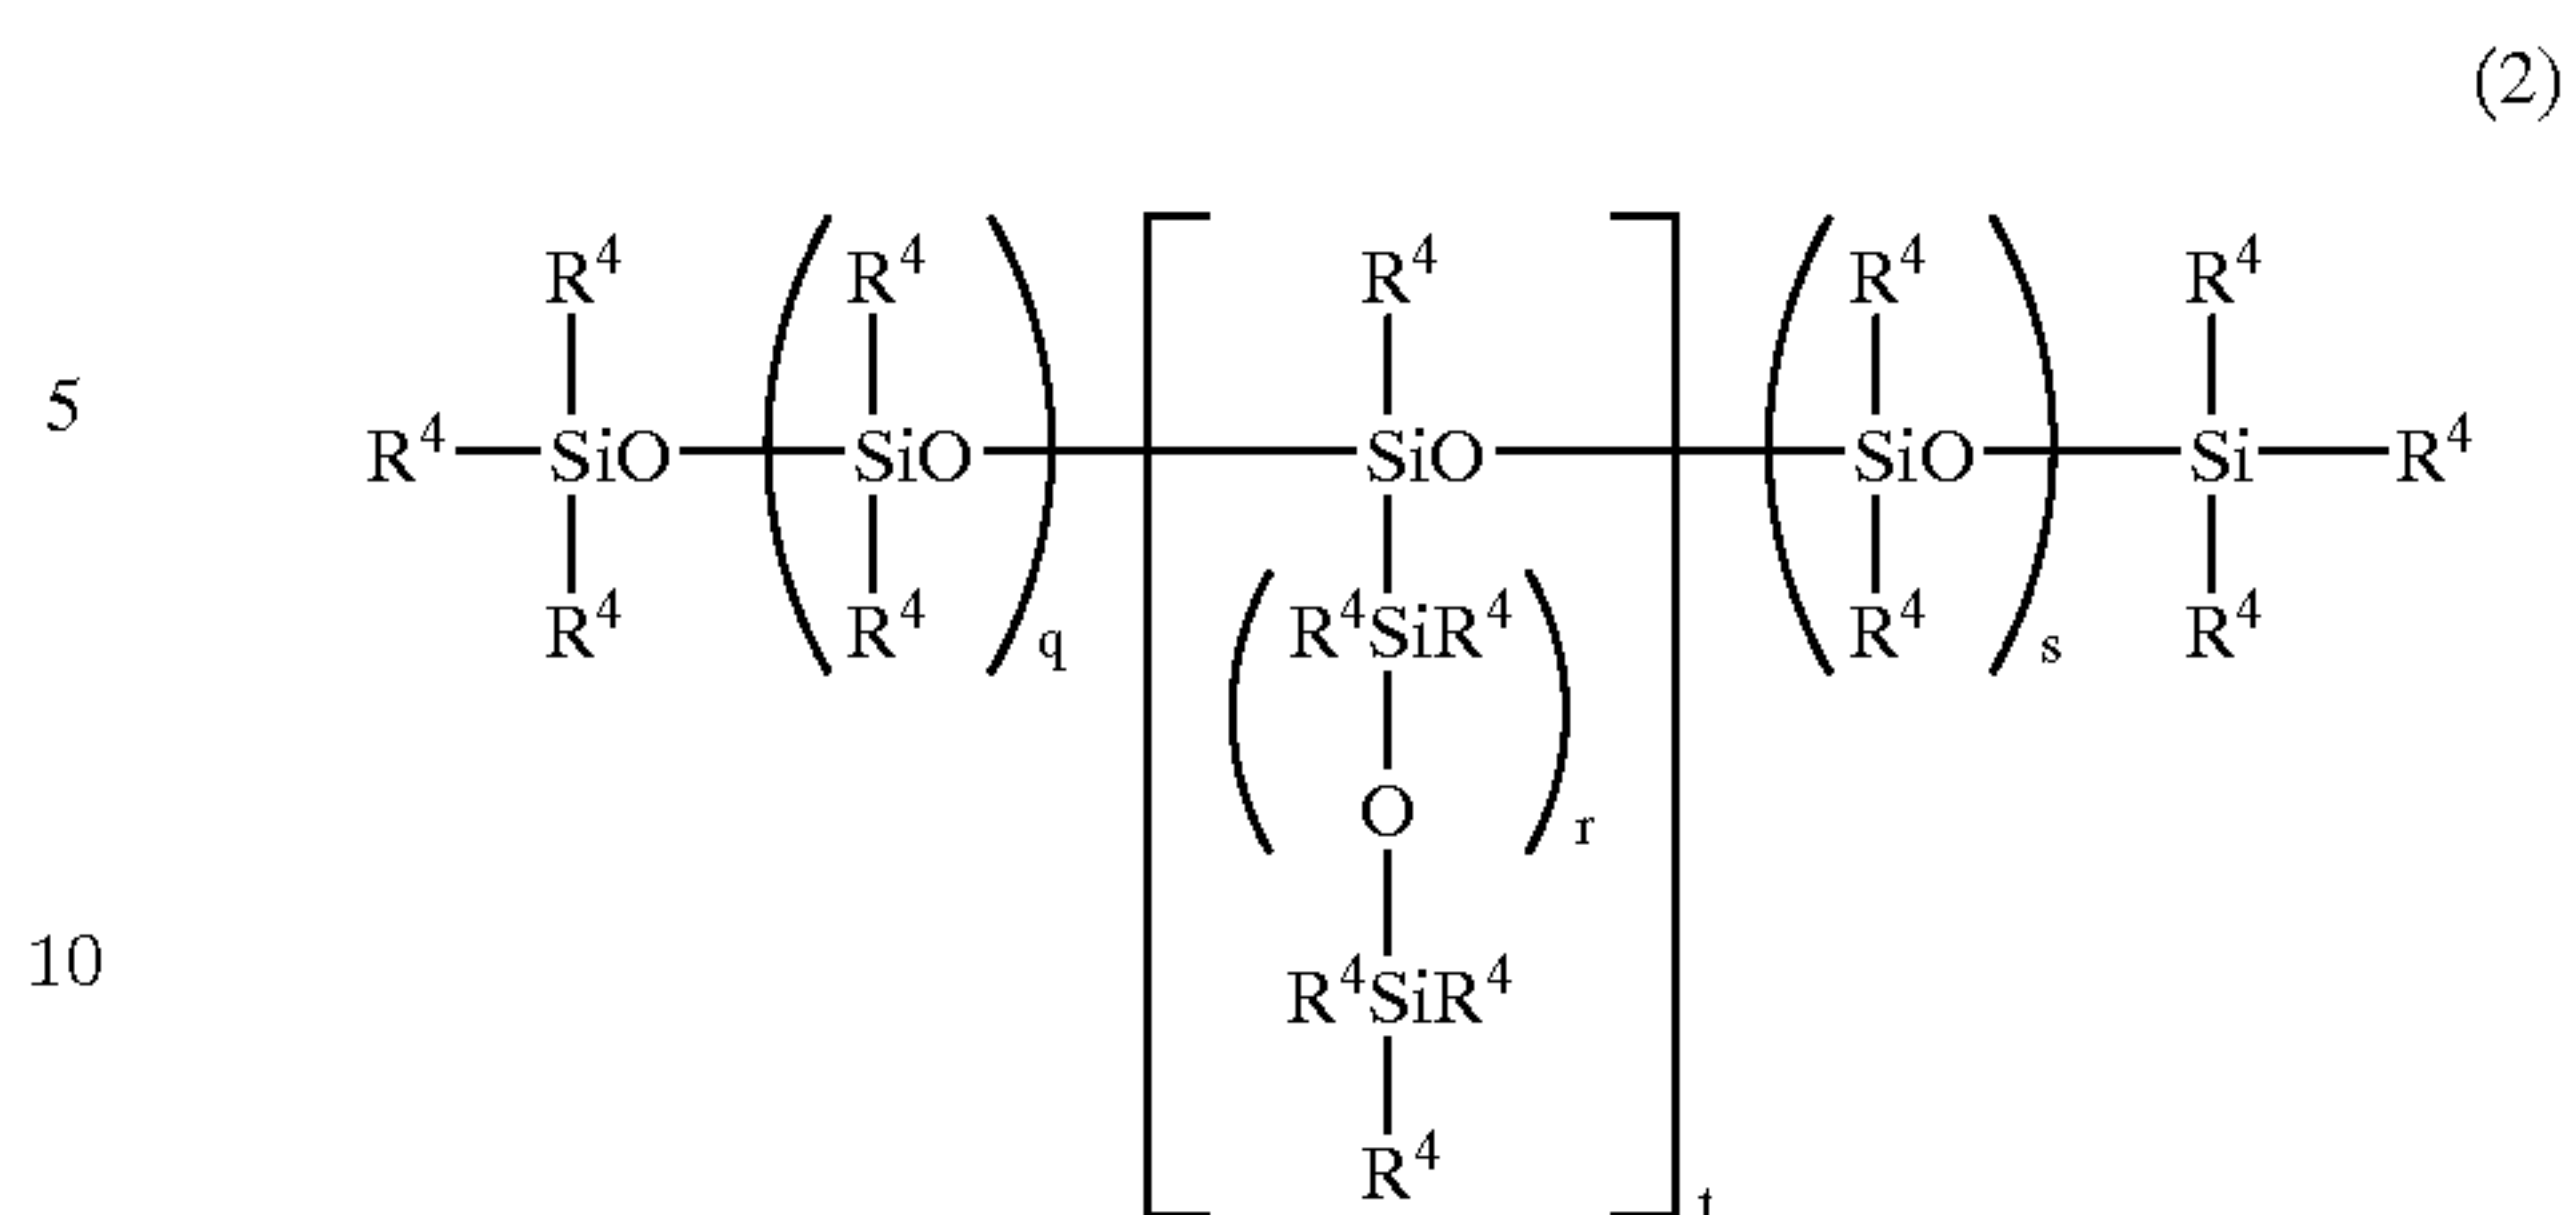 (2)
R⁴ R⁴ R⁴ R⁴ R⁴
5
R⁴—SiO—(SiO)—[SiO]—(SiO)—Si—R⁴
R⁴ R⁴ q R⁴SiR⁴ R⁴ s R⁴
O r
10
R⁴SiR⁴
R⁴
t